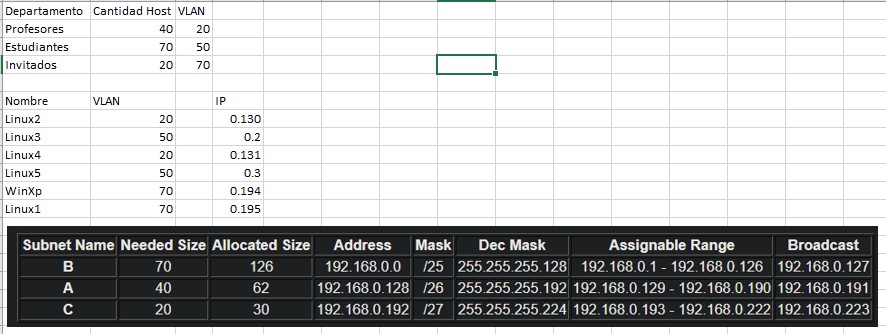 Departamento Cantidad Host VLAN
Profesores 40 20
Estudiantes 70 50
Invitados 20 70
Nombre VLAN IP
Linux2 20 0.130
Linux3 50 0.2
Linux4 20 0.131
Linux5 50 0.3
WinXp 70 0.194
Linux1 70 0.195
Subnet Name Needed Size Allocated Size Address Mask Dec Mask Assignable Range Broadcast
B 70 126 192.168.0.0 /25 255.255.255.128 192.168.0.1 - 192.168.0.126 192.168.0.127
A 40 62 192.168.0.128 /26 255.255.255.192 192.168.0.129 - 192.168.0.190 192.168.0.191
C 20 30 192.168.0.192 /27 255.255.255.224 192.168.0.193 - 192.168.0.222 192.168.0.223